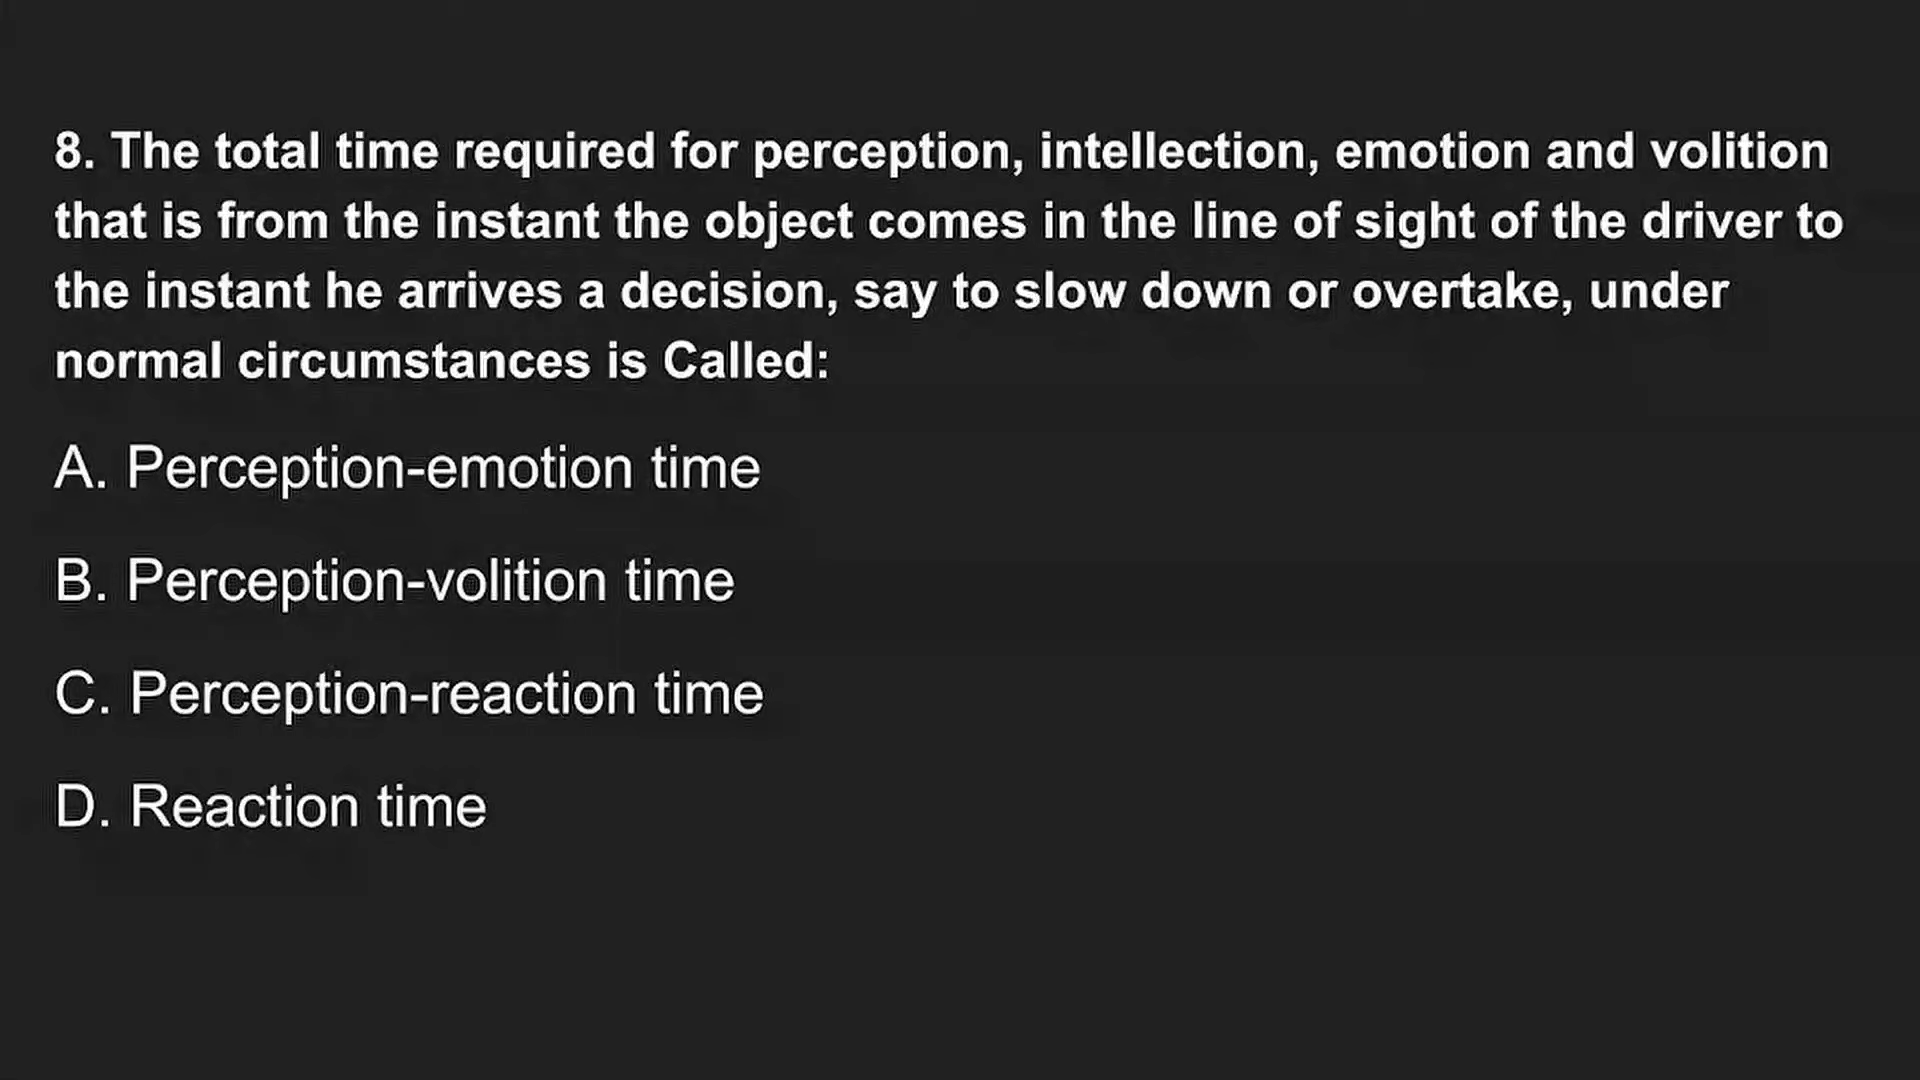 8. The total time required for perception, intellection, emotion and volition
that is from the instant the object comes in the line of sight of the driver to
the instant he arrives a decision, say to slow down or overtake, under
normal circumstances is Called:
A. Perception-emotion time
B. Perception-volition time
C. Perception-reaction time
D. Reaction time